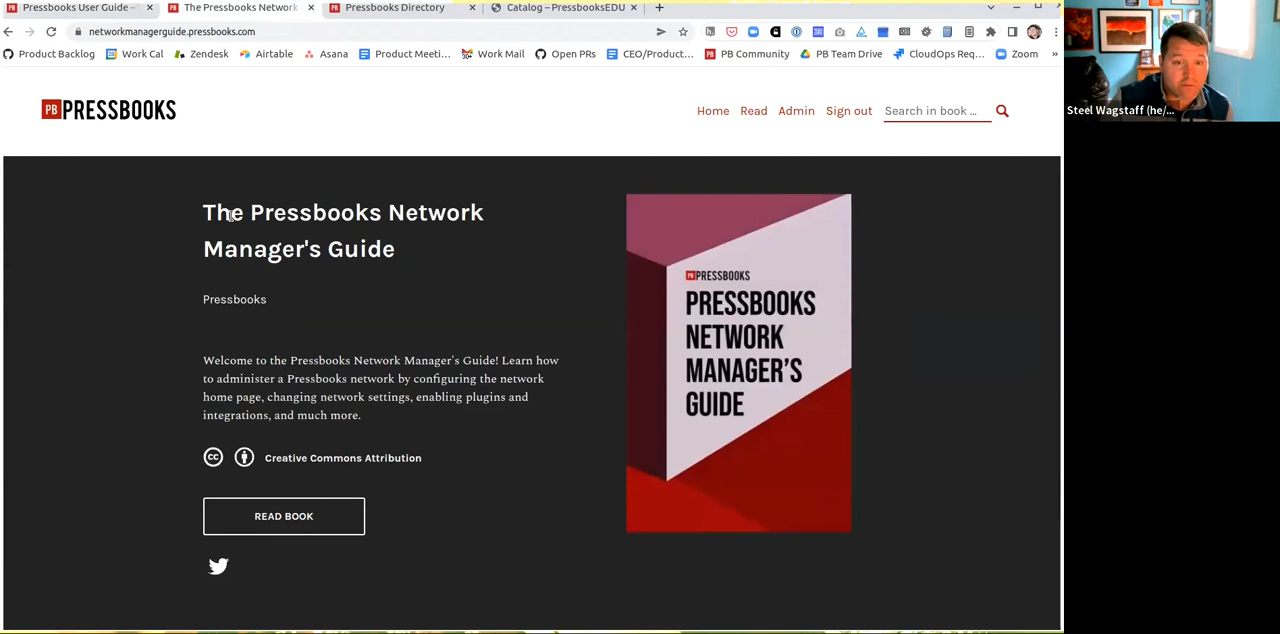 Pressbooks User Guide –
The Pressbooks Network
Pressbooks Directory
Catalog – PressbooksEDU
networkmanagerguide.pressbooks.com
Product Backlog
Work Cal
Zendesk
Airtable
Asana
Product Meeti...
Work Mail
Open PRs
CEO/Product...
PB Community
PB Team Drive
CloudOps Req...
Zoom
Steel Wagstaff (he/...
PB PRESSBOOKS
Home
Read
Admin
Sign out
Search in book ...
The Pressbooks Network
Manager's Guide
Pressbooks
Welcome to the Pressbooks Network Manager's Guide! Learn how
to administer a Pressbooks network by configuring the network
home page, changing network settings, enabling plugins and
integrations, and much more.
CC
Creative Commons Attribution
READ BOOK
PB PRESSBOOKS
PRESSBOOKS
NETWORK
MANAGER'S
GUIDE